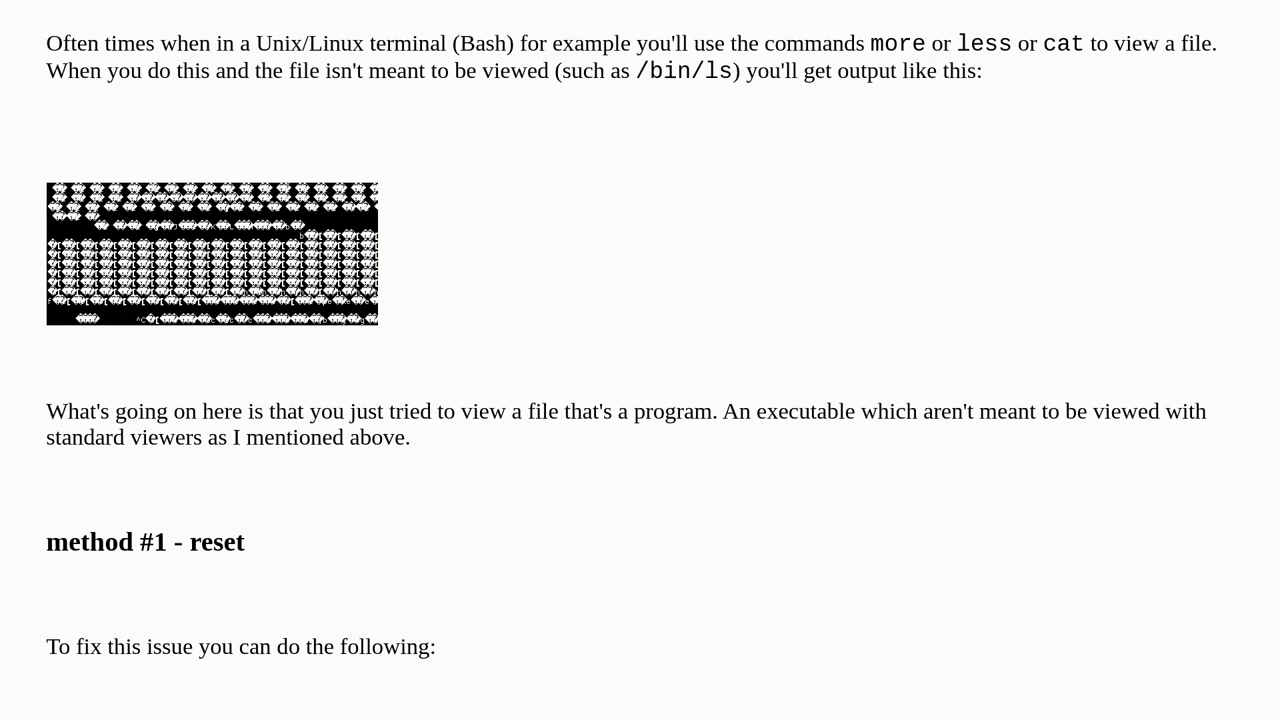 Often times when in a Unix/Linux terminal (Bash) for example you'll use the commands more or less or cat to view a file.
When you do this and the file isn't meant to be viewed (such as /bin/ls) you'll get output like this:
What's going on here is that you just tried to view a file that's a program. An executable which aren't meant to be viewed with
standard viewers as I mentioned above.
method #1 - reset
To fix this issue you can do the following: